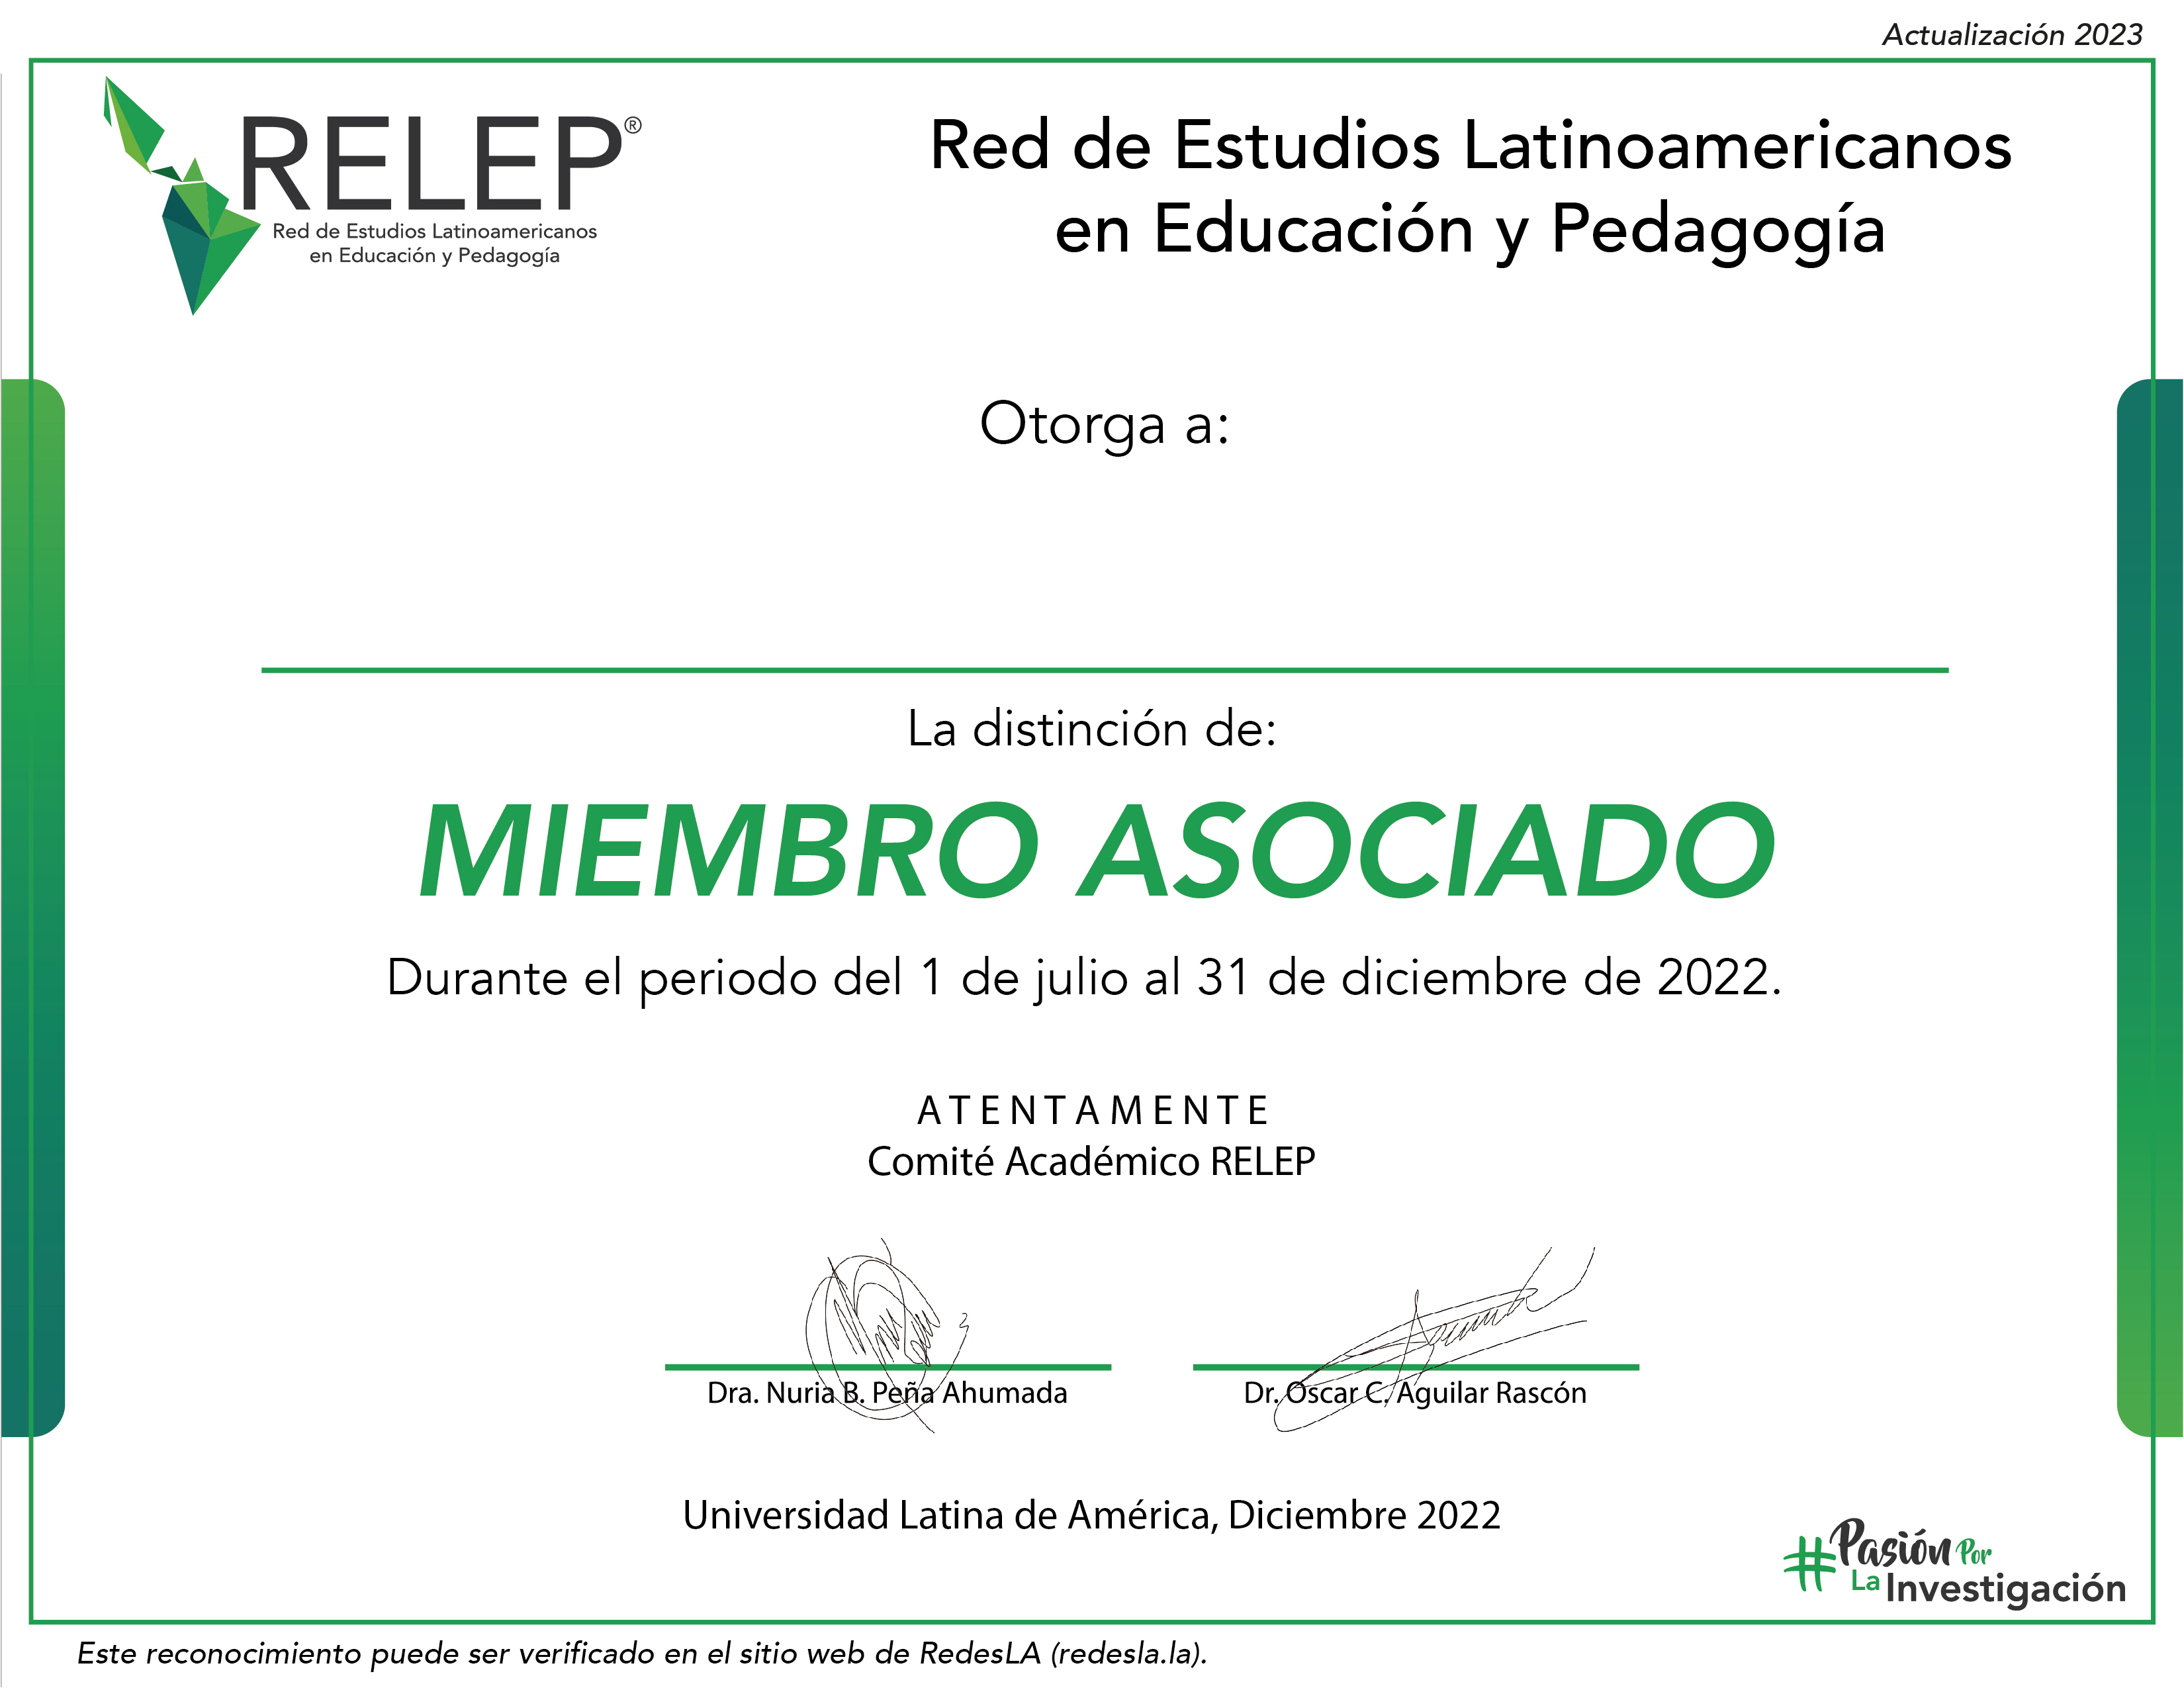 Actualización 2023
RELEP®
Red de Estudios Latinoamericanos
en Educación y Pedagogía
Red de Estudios Latinoamericanos
en Educación y Pedagogía
Otorga a:
La distinción de:
MIEMBRO ASOCIADO
Durante el periodo del 1 de julio al 31 de diciembre de 2022.
ATENTAMENTE
Comité Académico RELEP
Dra. Nuria B. Peña Ahumada
Dr. Oscar C. Aguilar Rascón
Universidad Latina de América, Diciembre 2022
#Pasión Por
La Investigación
Este reconocimiento puede ser verificado en el sitio web de RedesLA (redesla.la).